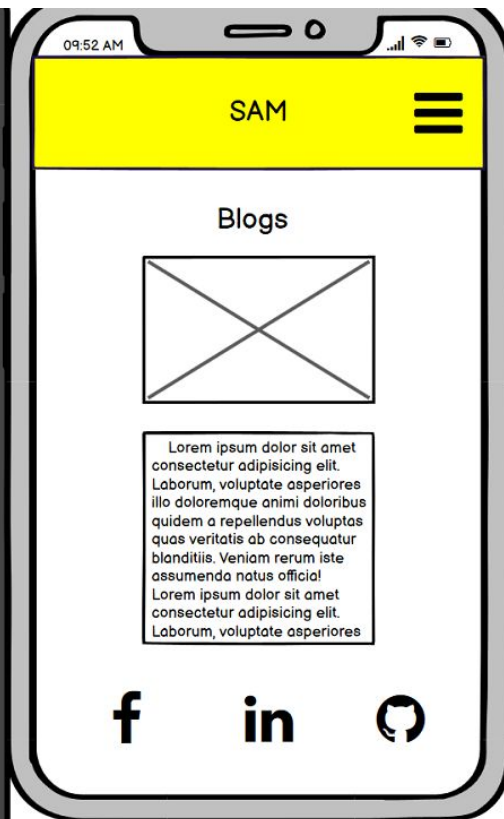 09:52 AM
SAM
Blogs
Lorem ipsum dolor sit amet
consectetur adipisicing elit.
Laborum, voluptate asperiores
illo doloremque animi doloribus
quidem a repellendus voluptas
quas veritatis ab consequatur
blanditiis. Veniam rerum iste
assumenda natus officia!
Lorem ipsum dolor sit amet
consectetur adipisicing elit.
Laborum, voluptate asperiores
f in